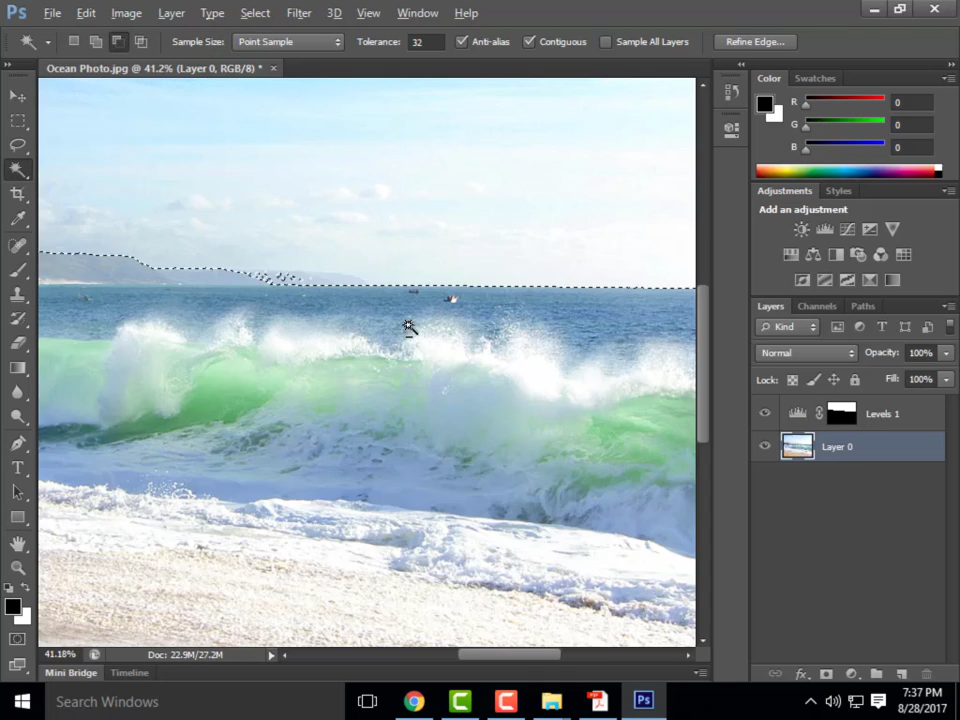 Ps File Edit Image Layer Type Select Filter 3D View Window Help
Sample Size: Point Sample Tolerance: 32 Anti-alias Contiguous Sample All Layers Refine Edge...
Ocean Photo.jpg @ 41.2% (Layer 0, RGB/8) * ×
Color Swatches
R 0
G 0
B 0
Adjustments Styles
Add an adjustment
Layers Channels Paths
Kind
Normal Opacity: 100%
Lock: Fill: 100%
Levels 1
Layer 0
41.18% Doc: 22.9M/27.2M
Mini Bridge Timeline
Search Windows
Ps
7:37 PM
8/28/2017